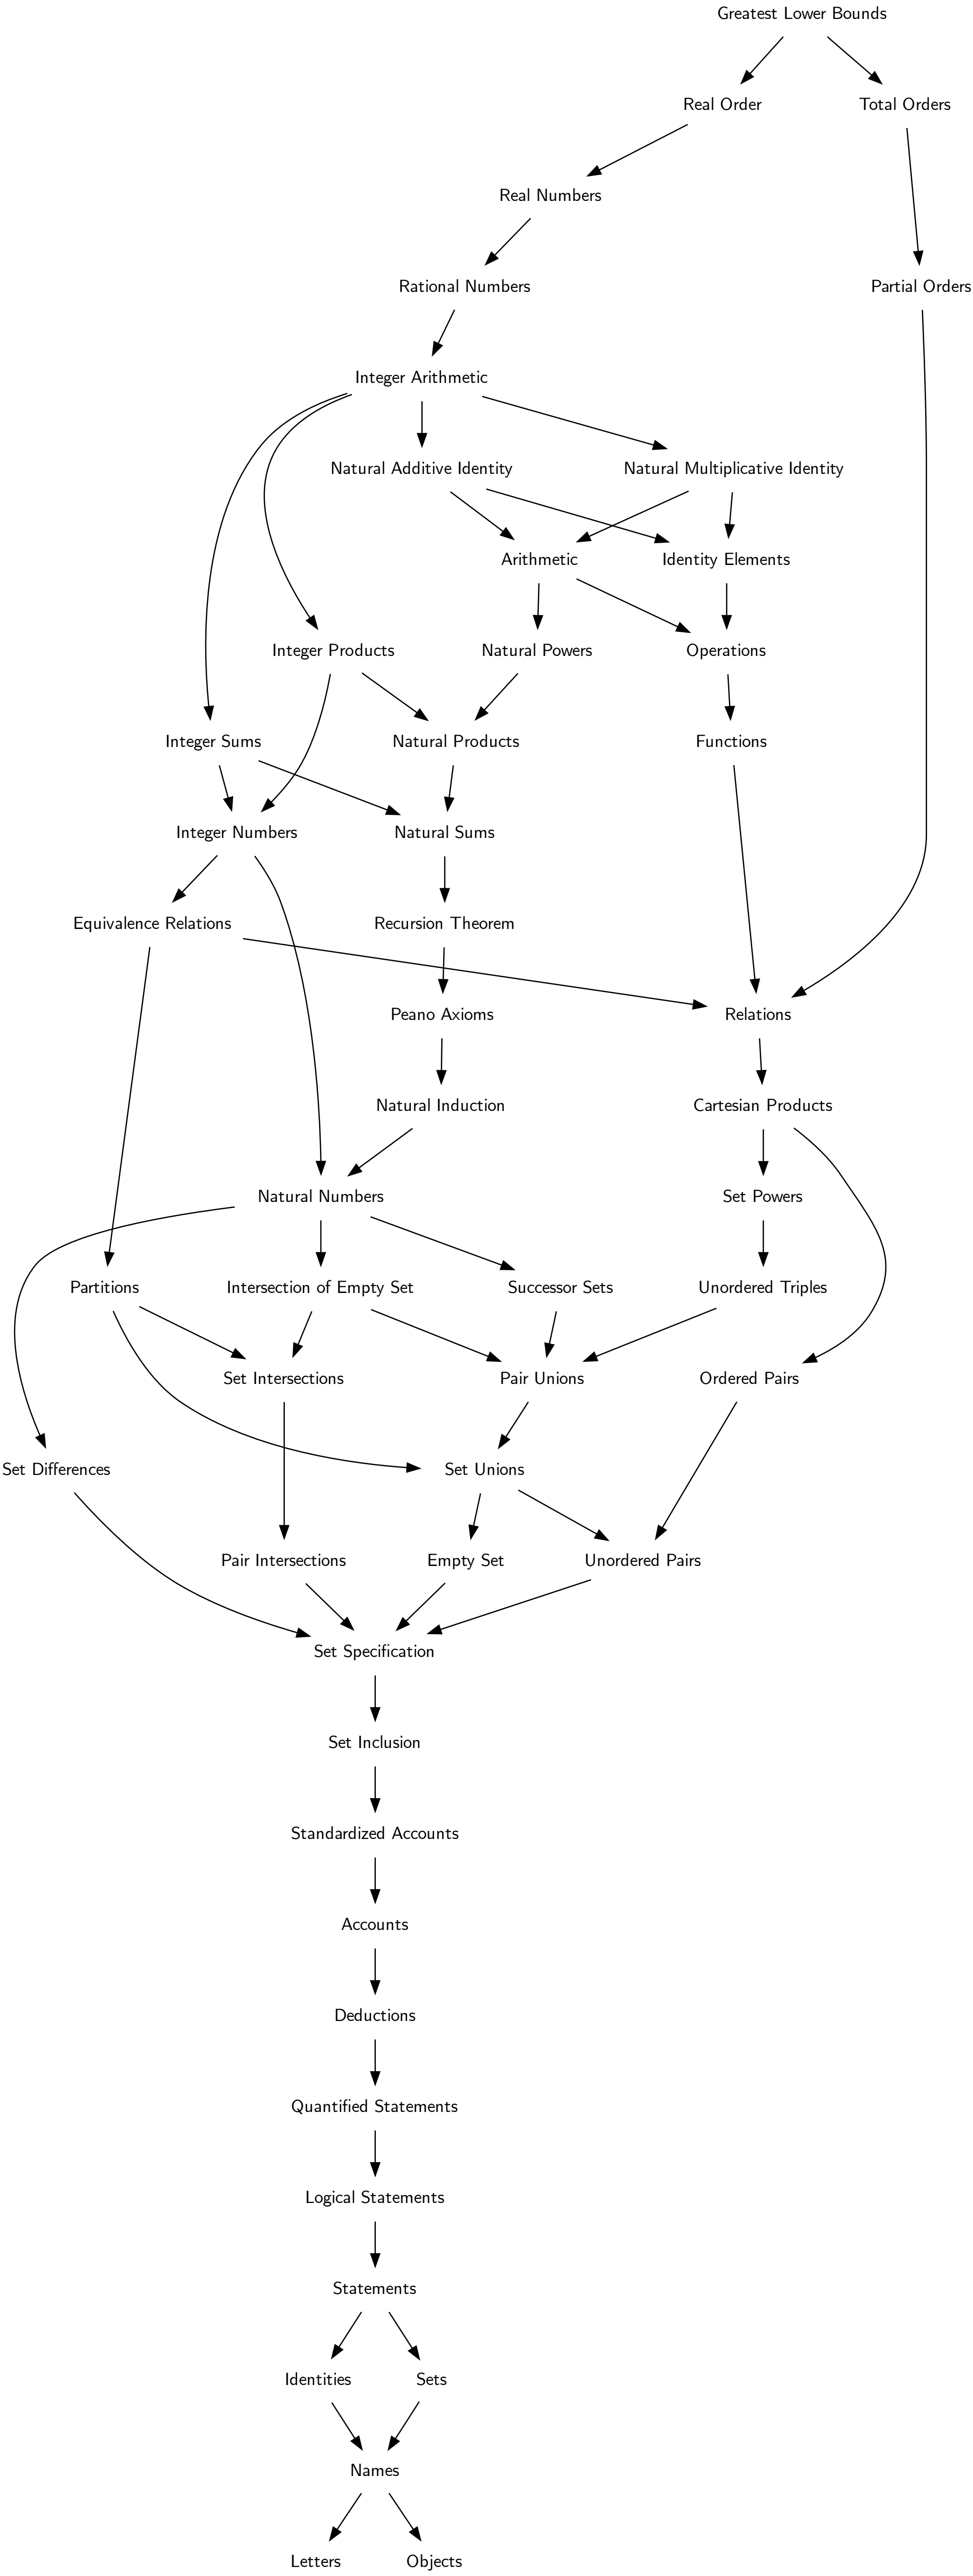 Greatest Lower Bounds
Real Order
Total Orders
Real Numbers
Rational Numbers
Partial Orders
Integer Arithmetic
Natural Additive Identity
Natural Multiplicative Identity
Arithmetic
Identity Elements
Integer Products
Natural Powers
Operations
Integer Sums
Natural Products
Functions
Integer Numbers
Natural Sums
Equivalence Relations
Recursion Theorem
Peano Axioms
Relations
Natural Induction
Cartesian Products
Natural Numbers
Set Powers
Partitions
Intersection of Empty Set
Successor Sets
Unordered Triples
Set Intersections
Pair Unions
Ordered Pairs
Set Differences
Set Unions
Pair Intersections
Empty Set
Unordered Pairs
Set Specification
Set Inclusion
Standardized Accounts
Accounts
Deductions
Quantified Statements
Logical Statements
Statements
Identities
Sets
Names
Letters
Objects